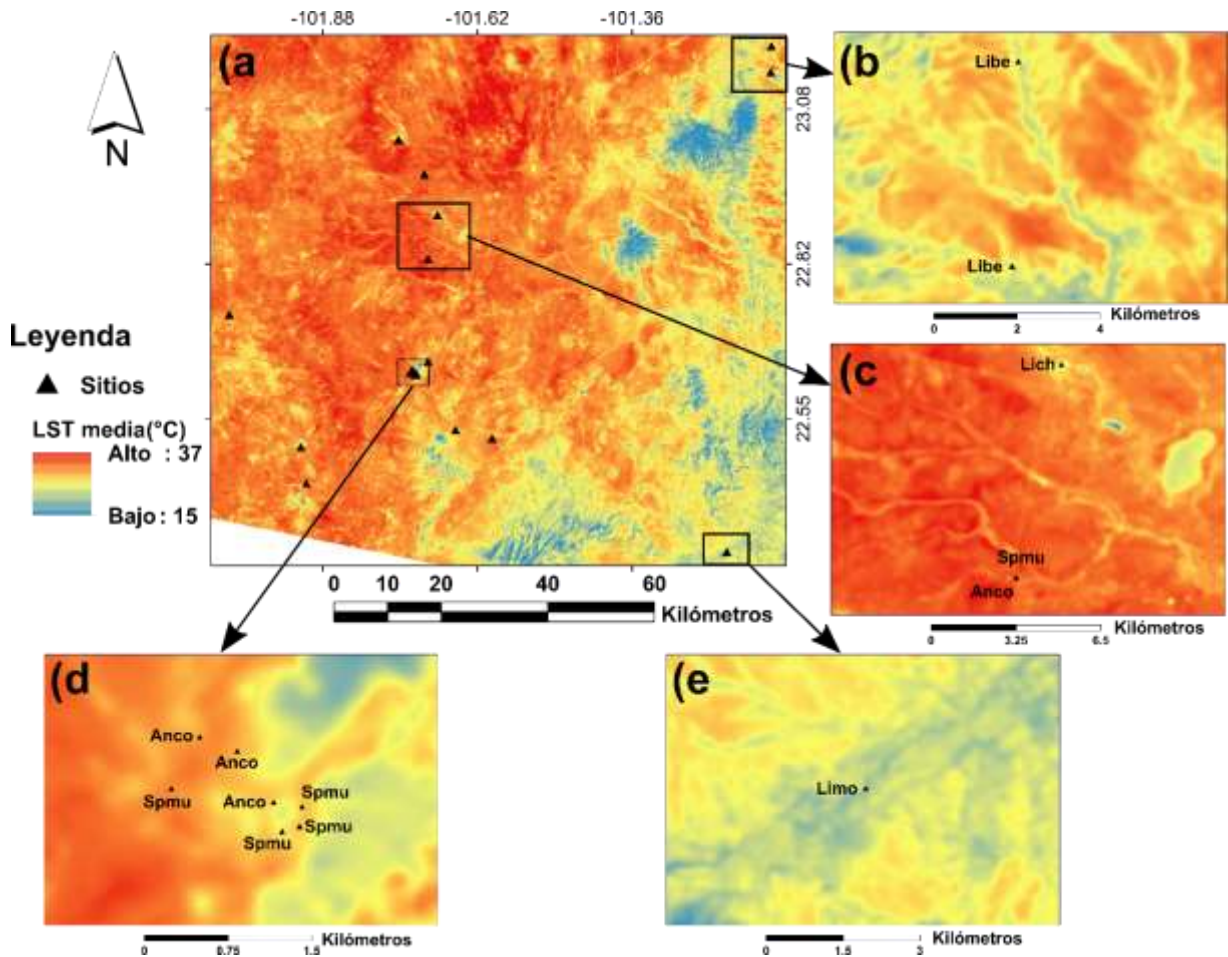 -101.88 -101.62 -101.36
(a
N
23.08
22.82
22.55
Leyenda
Sitios
LST media(°C)
Alto : 37
Bajo : 15
0 10 20 40 60
Kilómetros
(b
Libe
Libe
Kilómetros
0 2 4
(c
Lich
Spmu
Anco
Kilómetros
0 3.25 6.5
(d
Anco
Anco
Spmu
Anco
Spmu
Spmu
Spmu
Kilómetros
0 0.75 1.5
(e
Limo
Kilómetros
0 1.5 3